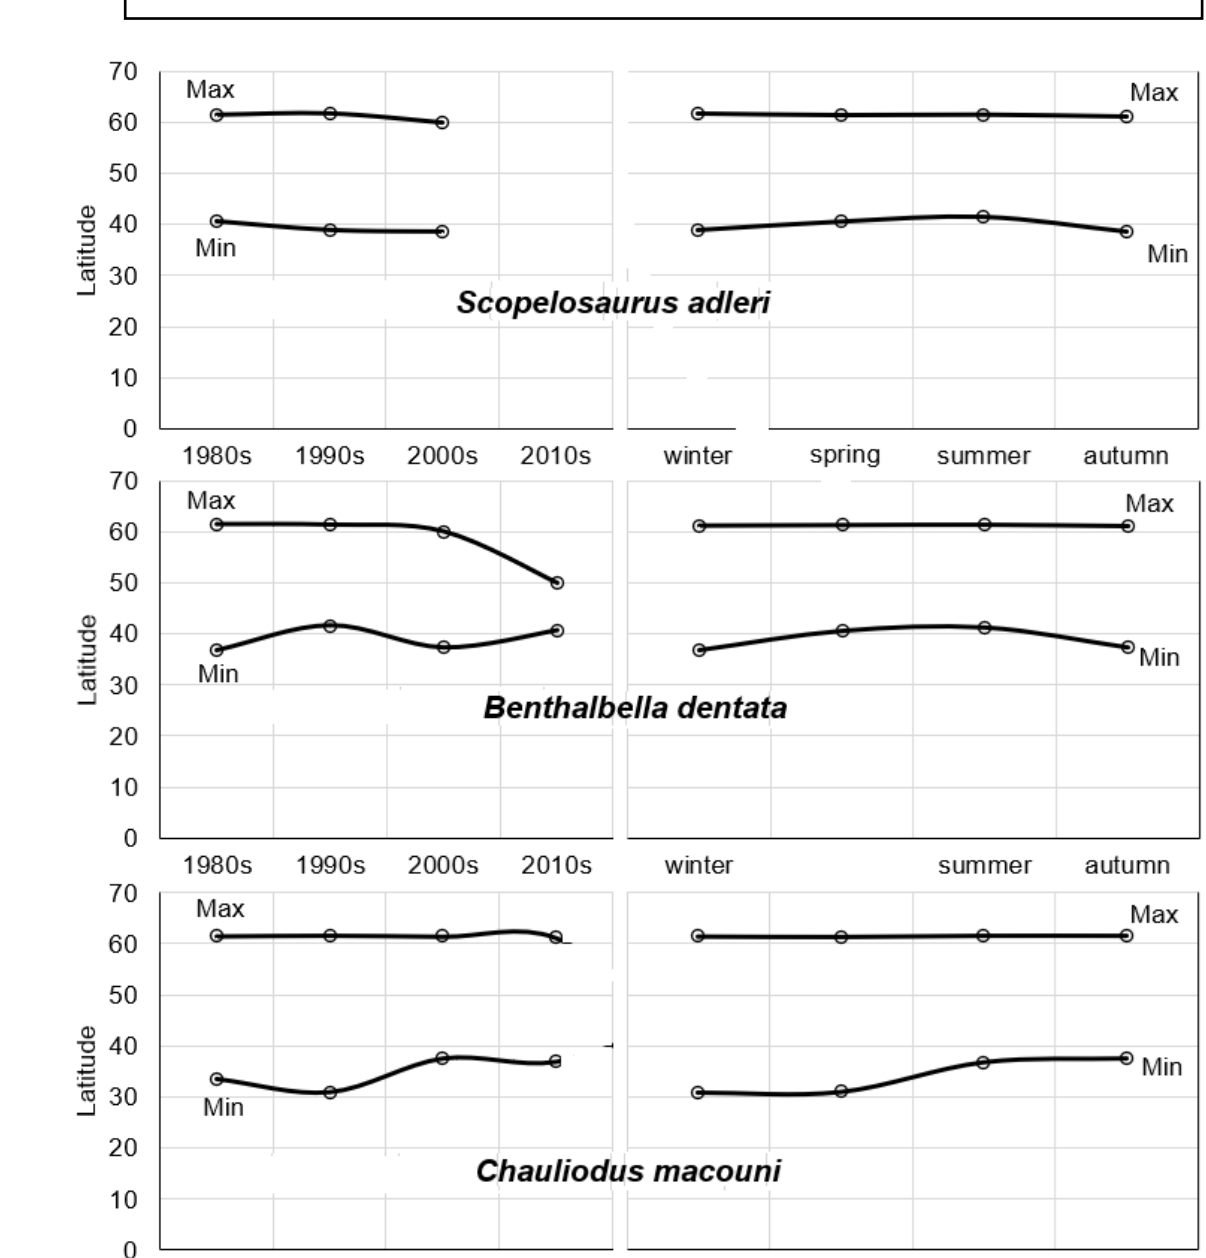 70
Max
Max
60
50
40
Min
Min
30
Scopelosaurus adleri
20
10
0
Latitude
1980s 1990s 2000s 2010s winter spring summer autumn
70
Max
Max
60
50
40
Min
Min
30
Benthalbella dentata
20
10
0
Latitude
1980s 1990s 2000s 2010s winter summer autumn
70
Max
Max
60
50
40
Min
Min
30
20
Chauliodus macouni
10
0
Latitude